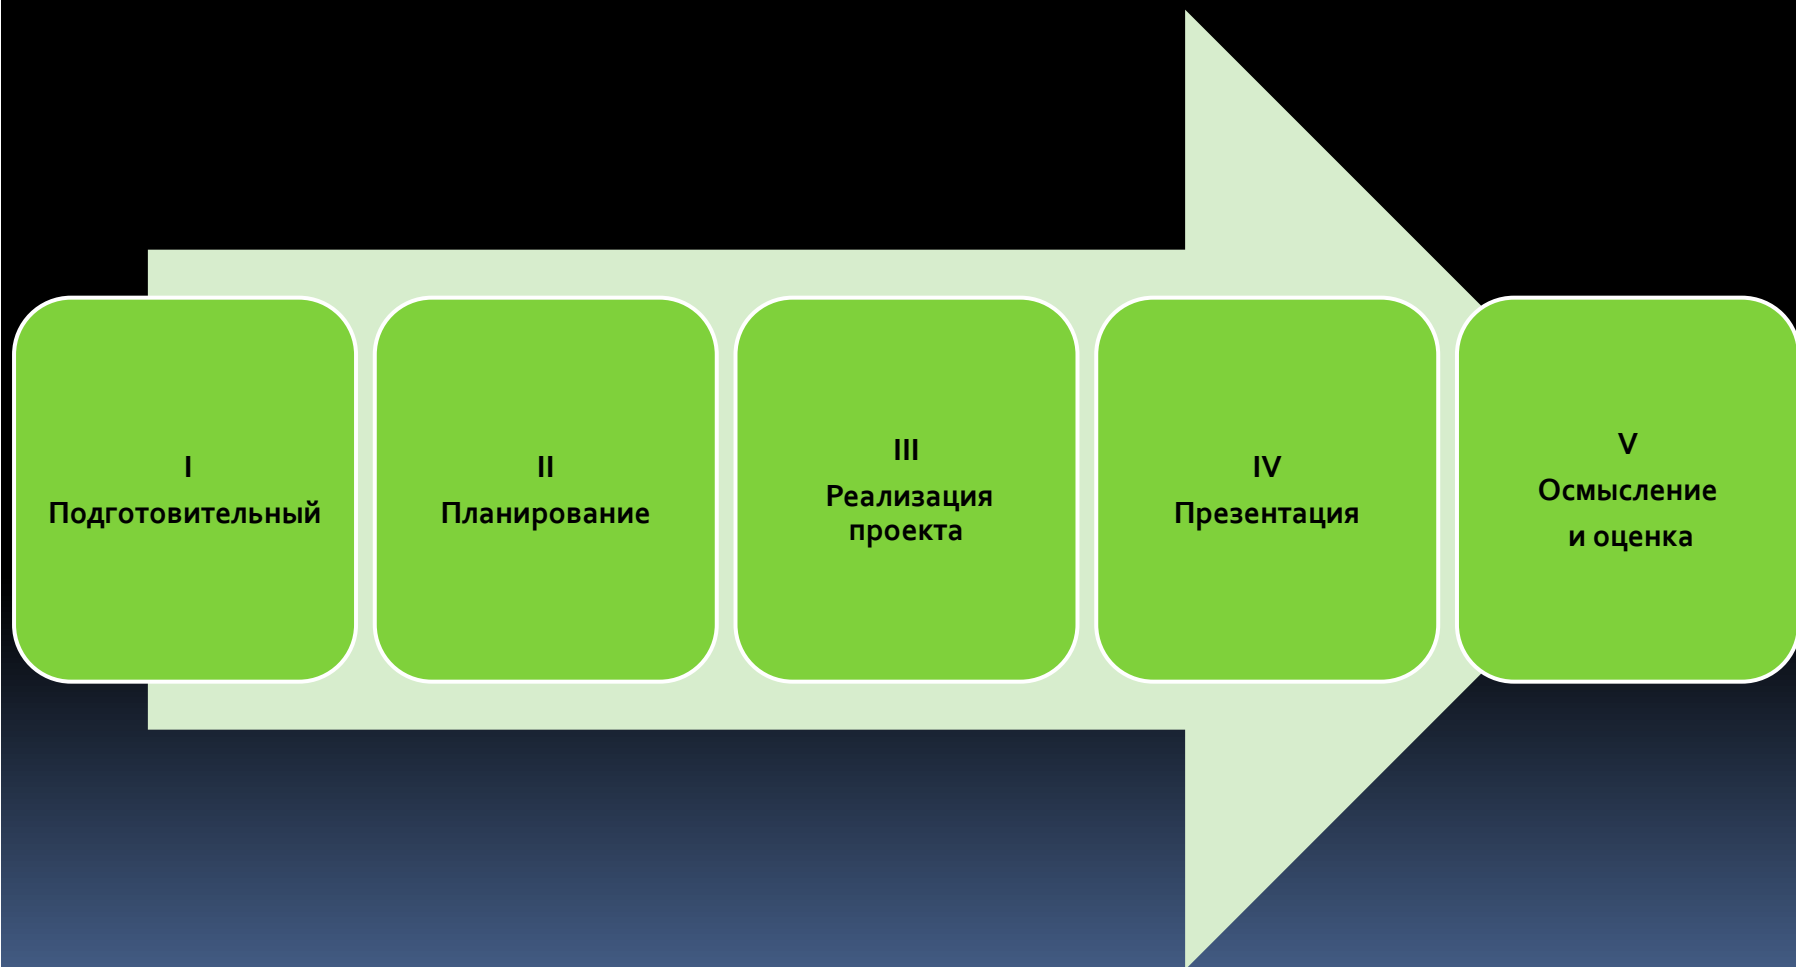 I
Подготовительный
II
Планирование
III
Реализация
проекта
IV
Презентация
V
Осмысление
и оценка